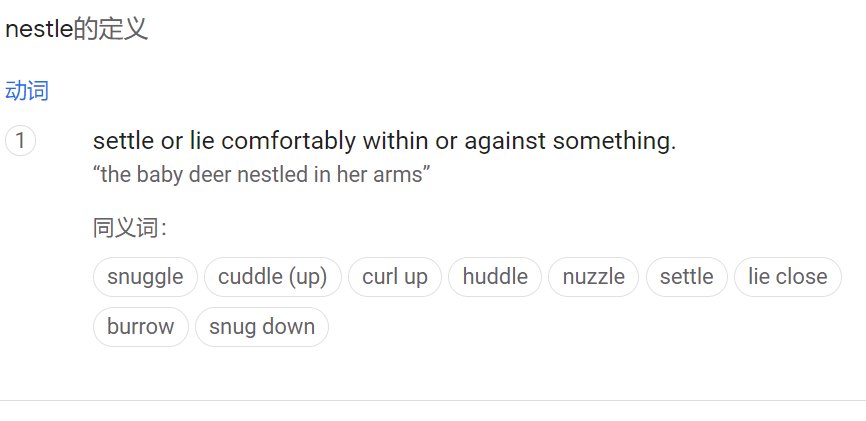 nestle的定义
动词
1 settle or lie comfortably within or against something.
“the baby deer nestled in her arms”
同义词：
snuggle cuddle (up) curl up huddle nuzzle settle lie close
burrow snug down